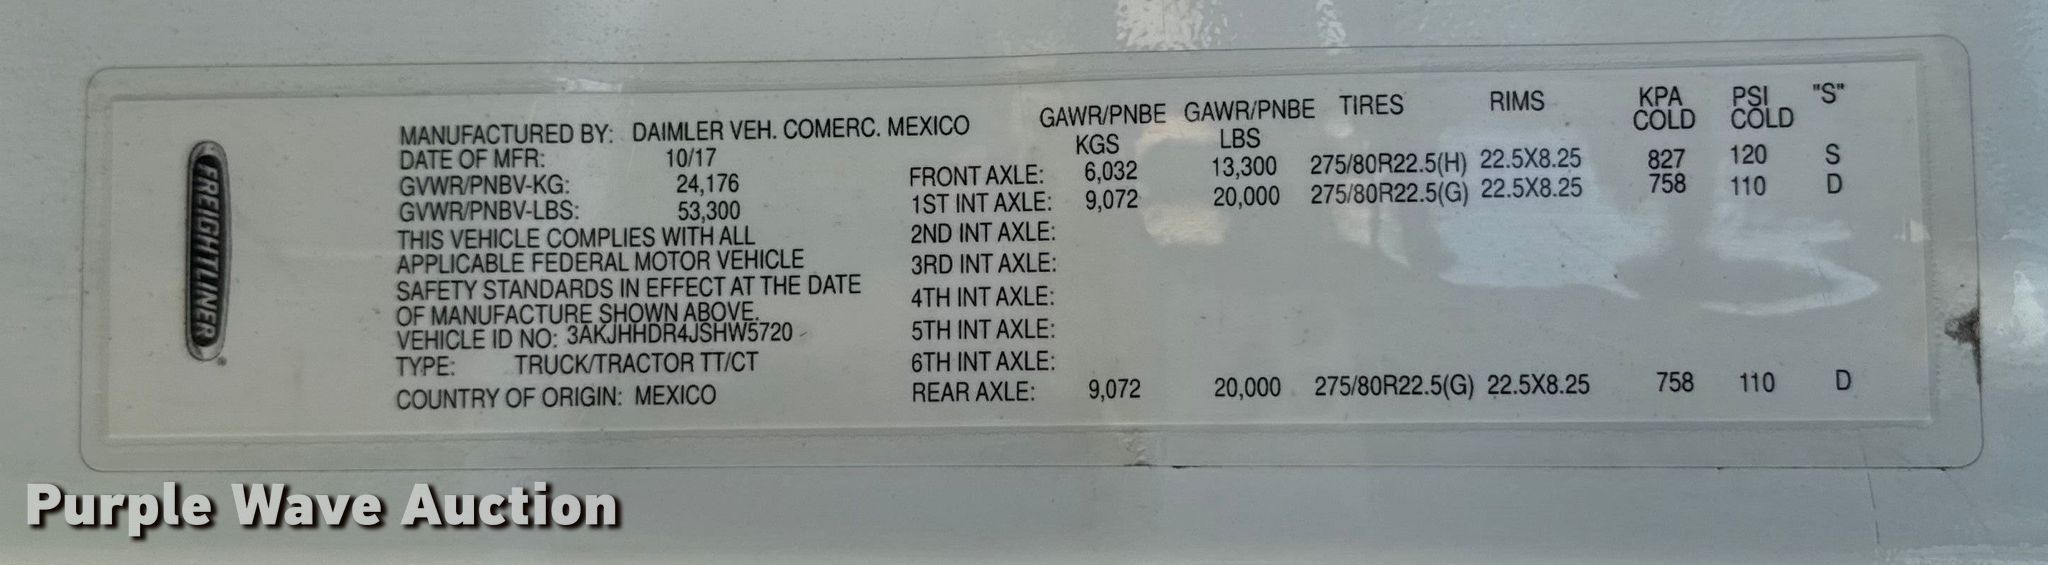 FREIGHTLINER
MANUFACTURED BY: DAIMLER VEH. COMERC. MEXICO
DATE OF MFR: 10/17
GVWR/PNBV-KG: 24,176
GVWR/PNBV-LBS: 53,300
THIS VEHICLE COMPLIES WITH ALL
APPLICABLE FEDERAL MOTOR VEHICLE
SAFETY STANDARDS IN EFFECT AT THE DATE
OF MANUFACTURE SHOWN ABOVE.
VEHICLE ID NO: 3AKJHHDR4JSHW5720
TYPE: TRUCK/TRACTOR TT/CT
COUNTRY OF ORIGIN: MEXICO
GAWR/PNBE GAWR/PNBE TIRES RIMS KPA PSI "S"
KGS LBS COLD COLD
FRONT AXLE: 6,032 13,300 275/80R22.5(H) 22.5X8.25 827 120 S
1ST INT AXLE: 9,072 20,000 275/80R22.5(G) 22.5X8.25 758 110 D
2ND INT AXLE:
3RD INT AXLE:
4TH INT AXLE:
5TH INT AXLE:
6TH INT AXLE:
REAR AXLE: 9,072 20,000 275/80R22.5(G) 22.5X8.25 758 110 D
Purple Wave Auction